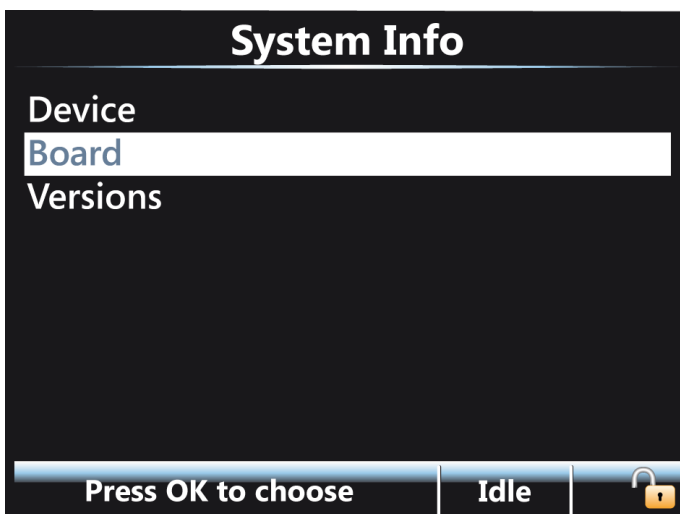 System Info
Device
Board
Versions
Press OK to choose
Idle